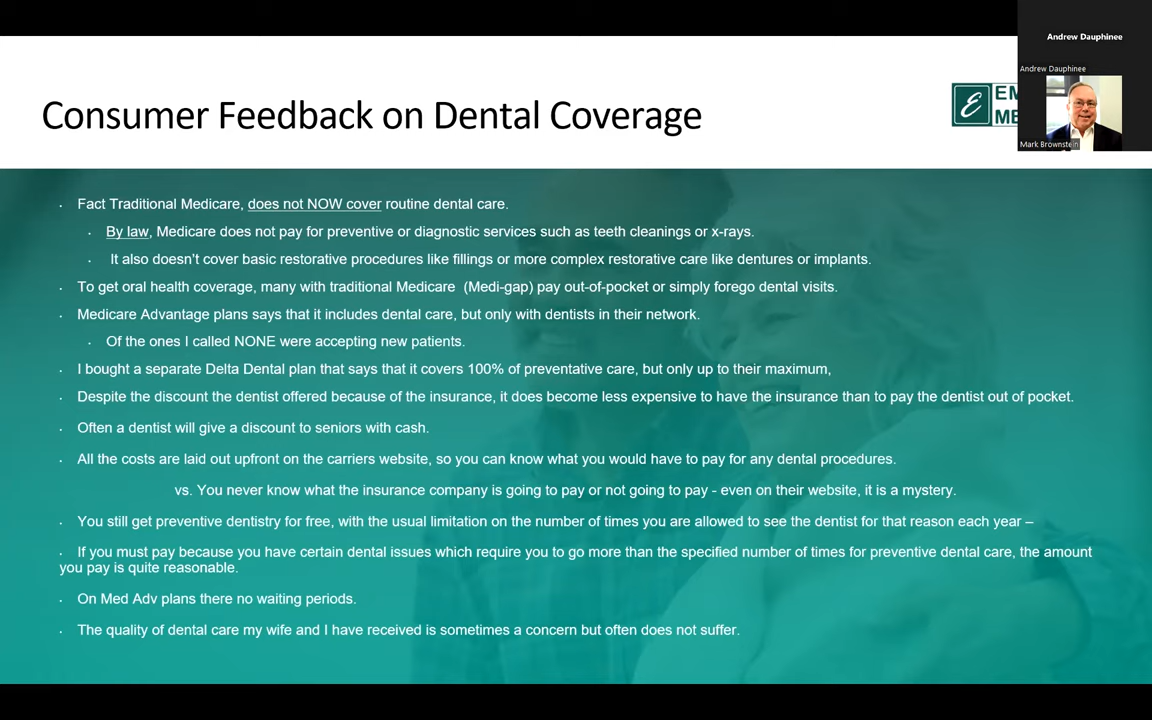 Andrew Dauphinee
Andrew Dauphinee
Mark Brownstein
Consumer Feedback on Dental Coverage
E
EM
ME
· Fact Traditional Medicare, does not NOW cover routine dental care.
· By law, Medicare does not pay for preventive or diagnostic services such as teeth cleanings or x-rays.
· It also doesn't cover basic restorative procedures like fillings or more complex restorative care like dentures or implants.
· To get oral health coverage, many with traditional Medicare (Medi-gap) pay out-of-pocket or simply forego dental visits.
· Medicare Advantage plans says that it includes dental care, but only with dentists in their network.
· Of the ones I called NONE were accepting new patients.
· I bought a separate Delta Dental plan that says that it covers 100% of preventative care, but only up to their maximum,
· Despite the discount the dentist offered because of the insurance, it does become less expensive to have the insurance than to pay the dentist out of pocket.
· Often a dentist will give a discount to seniors with cash.
· All the costs are laid out upfront on the carriers website, so you can know what you would have to pay for any dental procedures.
vs. You never know what the insurance company is going to pay or not going to pay - even on their website, it is a mystery.
· You still get preventive dentistry for free, with the usual limitation on the number of times you are allowed to see the dentist for that reason each year –
· If you must pay because you have certain dental issues which require you to go more than the specified number of times for preventive dental care, the amount
you pay is quite reasonable.
· On Med Adv plans there no waiting periods.
· The quality of dental care my wife and I have received is sometimes a concern but often does not suffer.